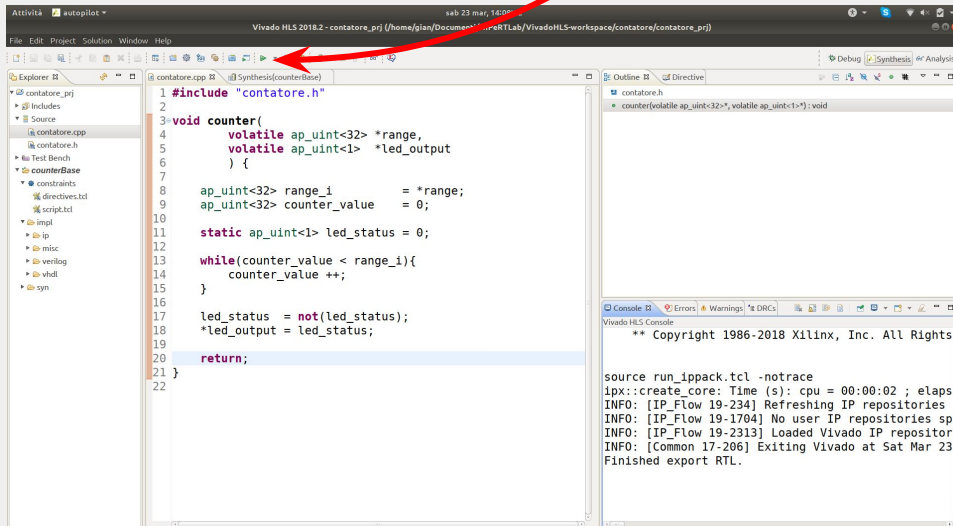 Attività autopilot sab 23 mar, 14:0
Vivado HLS 2018.2 - contatore_prj (/home/gian/Document RTLab/VivadoHLS-workspace/contatore/contatore_prj)
File Edit Project Solution Window Help
Debug Synthesis Analysis
Explorer
contatore_prj
Includes
Source
contatore.cpp
contatore.h
Test Bench
counterBase
constraints
directives.tcl
script.tcl
impl
ip
misc
verilog
vhdl
syn
contatore.cpp Synthesis(counterBase)
1 #include "contatore.h"
2
3 void counter(
4 volatile ap_uint<32> *range,
5 volatile ap_uint<1> *led_output
6 ) {
7
8 ap_uint<32> range_i = *range;
9 ap_uint<32> counter_value = 0;
10
11 static ap_uint<1> led_status = 0;
12
13 while(counter_value < range_i){
14 counter_value ++;
15 }
16
17 led_status = not(led_status);
18 *led_output = led_status;
19
20 return;
21 }
22
Outline Directive
contatore.h
counter(volatile ap_uint<32>*, volatile ap_uint<1>*) : void
Console Errors Warnings DRCs
Vivado HLS Console
** Copyright 1986-2018 Xilinx, Inc. All Rights
source run_ippack.tcl -notrace
ipx::create_core: Time (s): cpu = 00:00:02 ; elaps
INFO: [IP_Flow 19-234] Refreshing IP repositories
INFO: [IP_Flow 19-1704] No user IP repositories sp
INFO: [IP_Flow 19-2313] Loaded Vivado IP repositor
INFO: [Common 17-206] Exiting Vivado at Sat Mar 23
Finished export RTL.